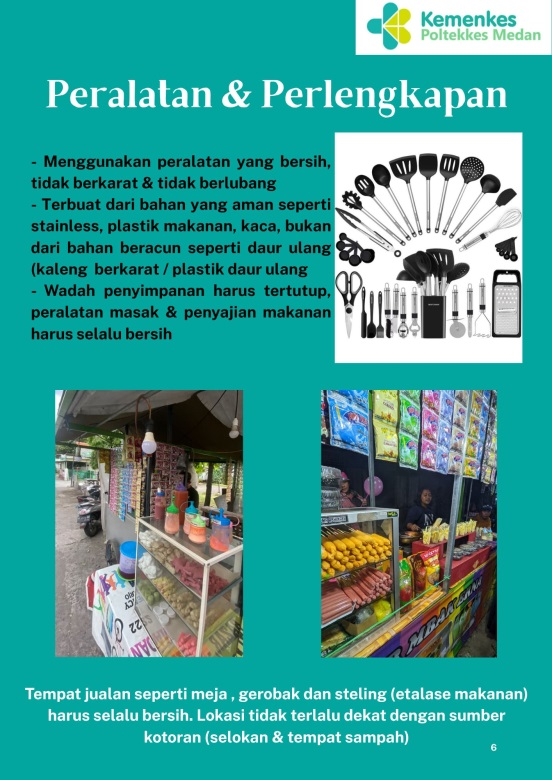 Kemenkes
Poltekkes Medan
Peralatan & Perlengkapan
- Menggunakan peralatan yang bersih,
tidak berkarat & tidak berlubang
- Terbuat dari bahan yang aman seperti
stainless, plastik makanan, kaca, bukan
dari bahan beracun seperti daur ulang
(kaleng berkarat / plastik daur ulang
- Wadah penyimpanan harus tertutup,
peralatan masak & penyajian makanan
harus selalu bersih
Tempat jualan seperti meja , gerobak dan steling (etalase makanan)
harus selalu bersih. Lokasi tidak terlalu dekat dengan sumber
kotoran (selokan & tempat sampah)
6